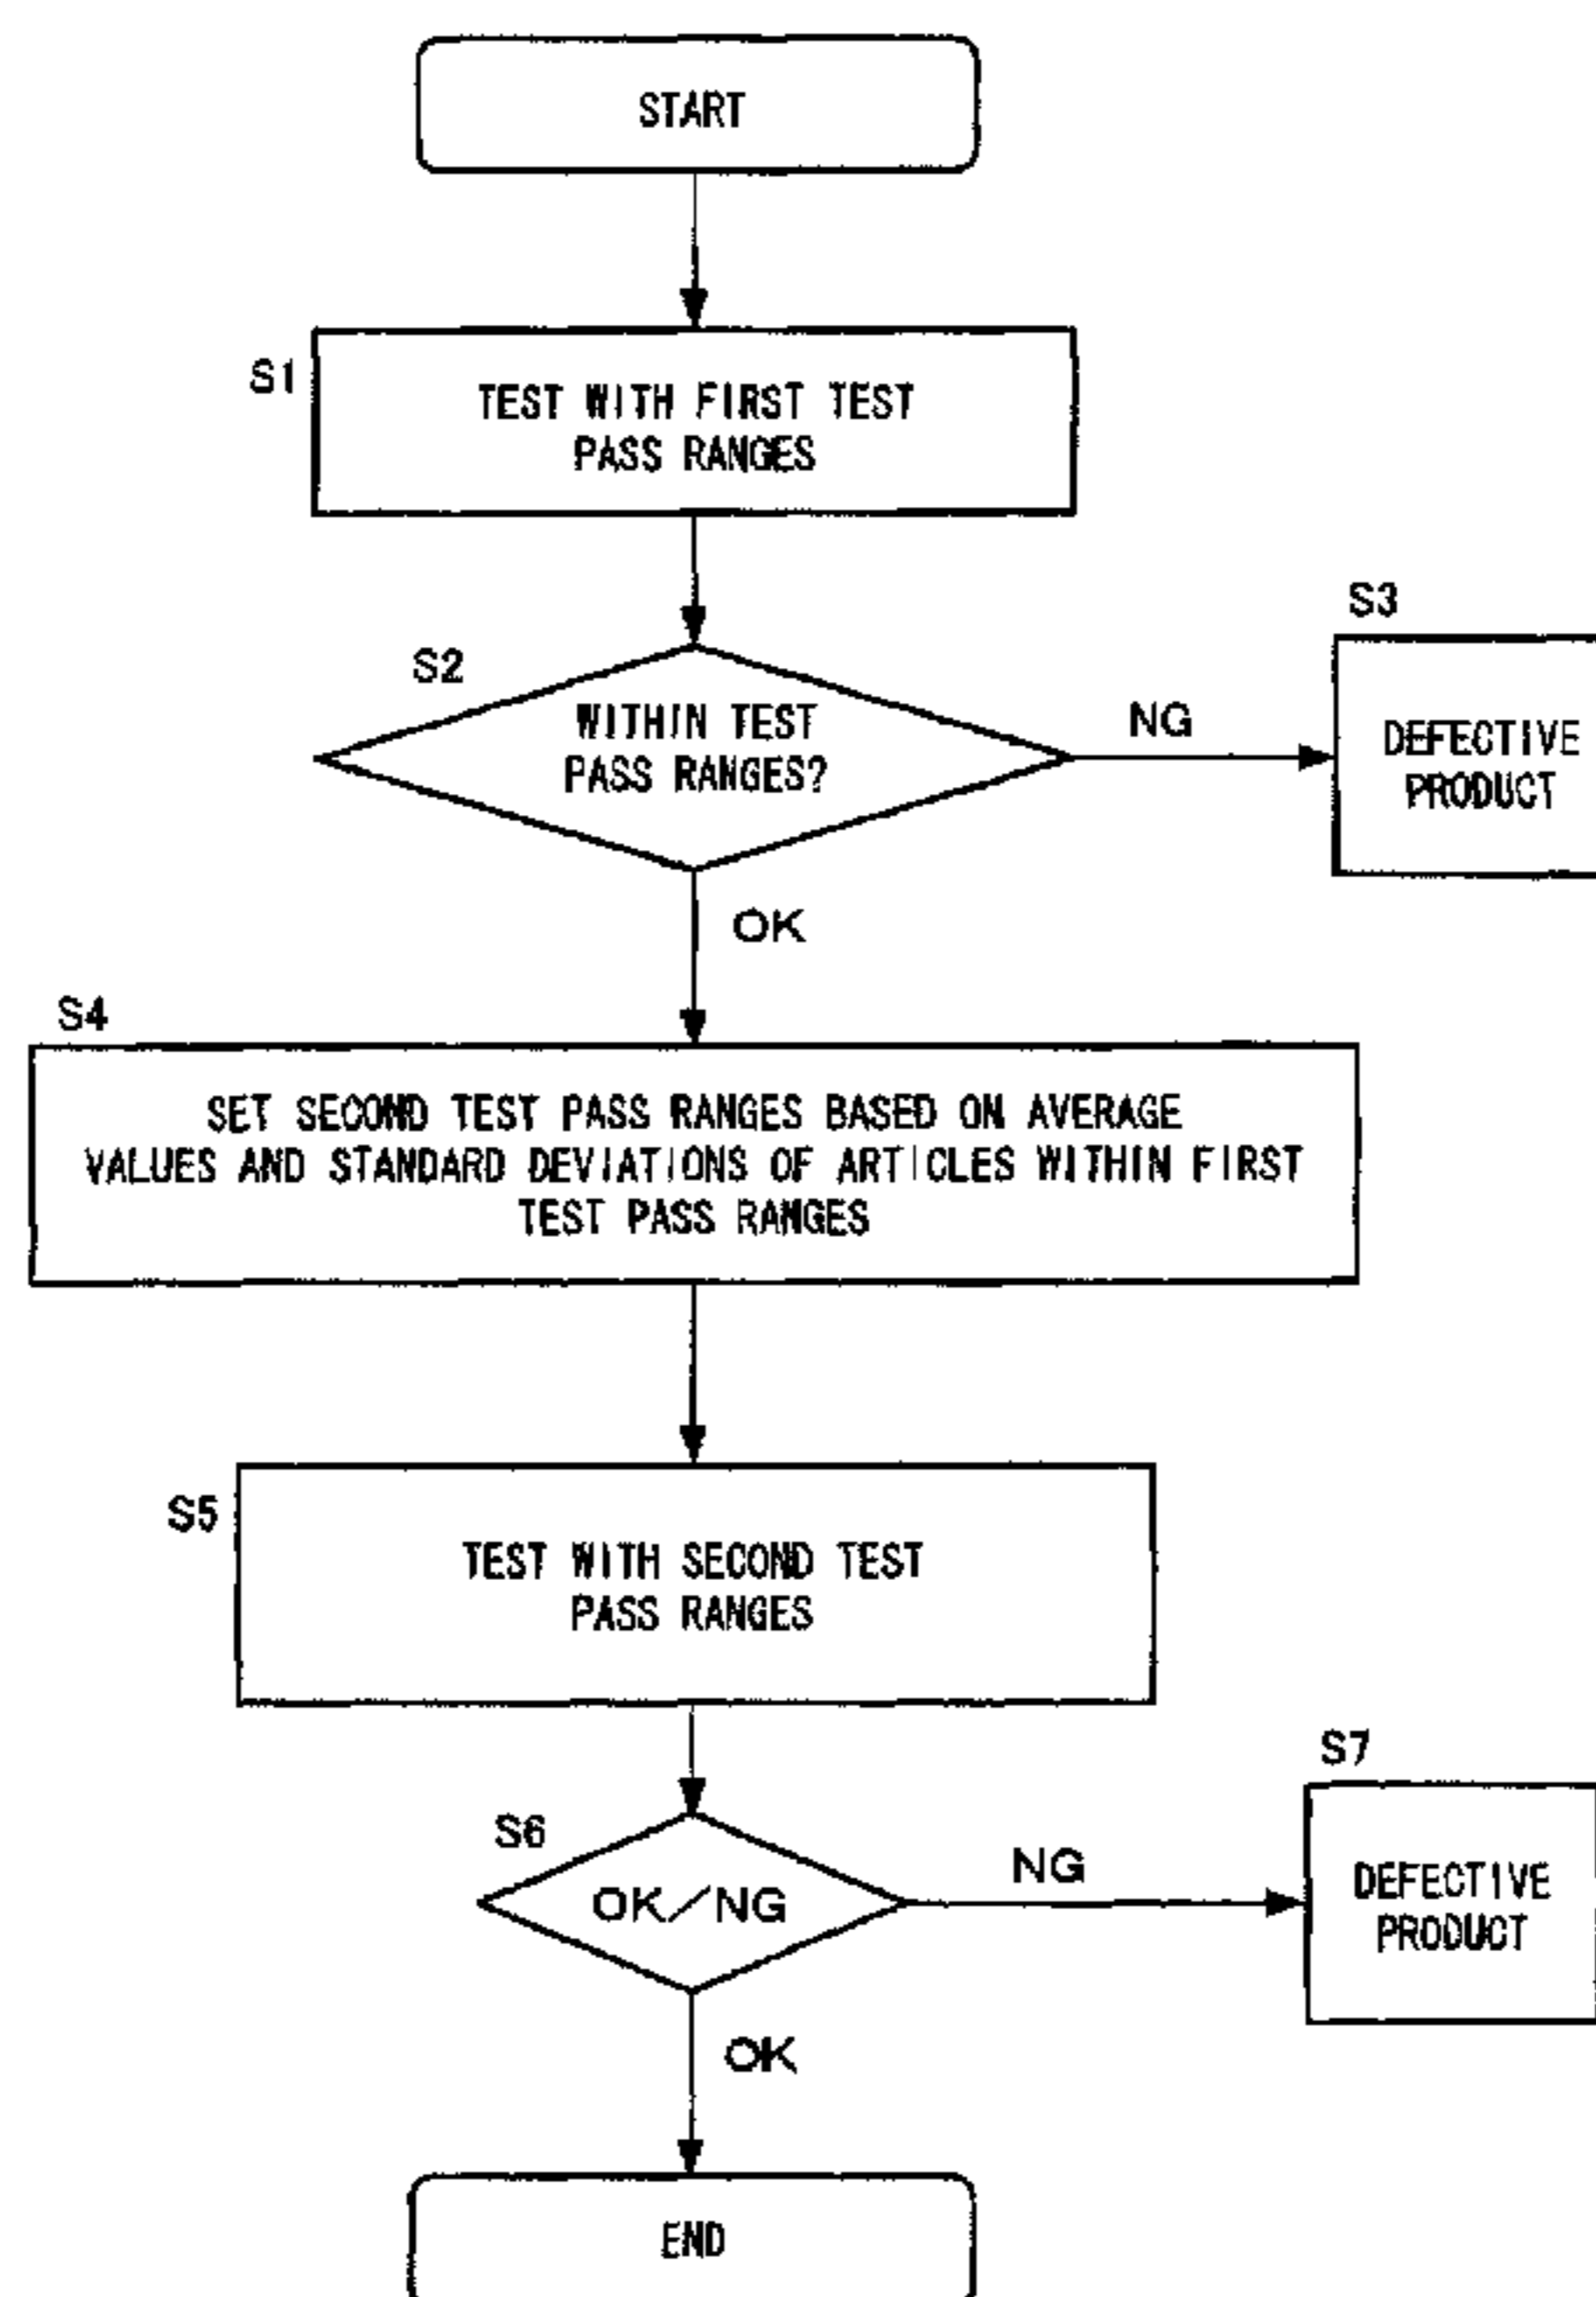 START
S1
TEST WITH FIRST TEST
PASS RANGES
S2
WITHIN TEST
PASS RANGES?
NG
S3
DEFECTIVE
PRODUCT
OK
S4
SET SECOND TEST PASS RANGES BASED ON AVERAGE
VALUES AND STANDARD DEVIATIONS OF ARTICLES WITHIN FIRST
TEST PASS RANGES
S5
TEST WITH SECOND TEST
PASS RANGES
S6
OK/NG
NG
S7
DEFECTIVE
PRODUCT
OK
END